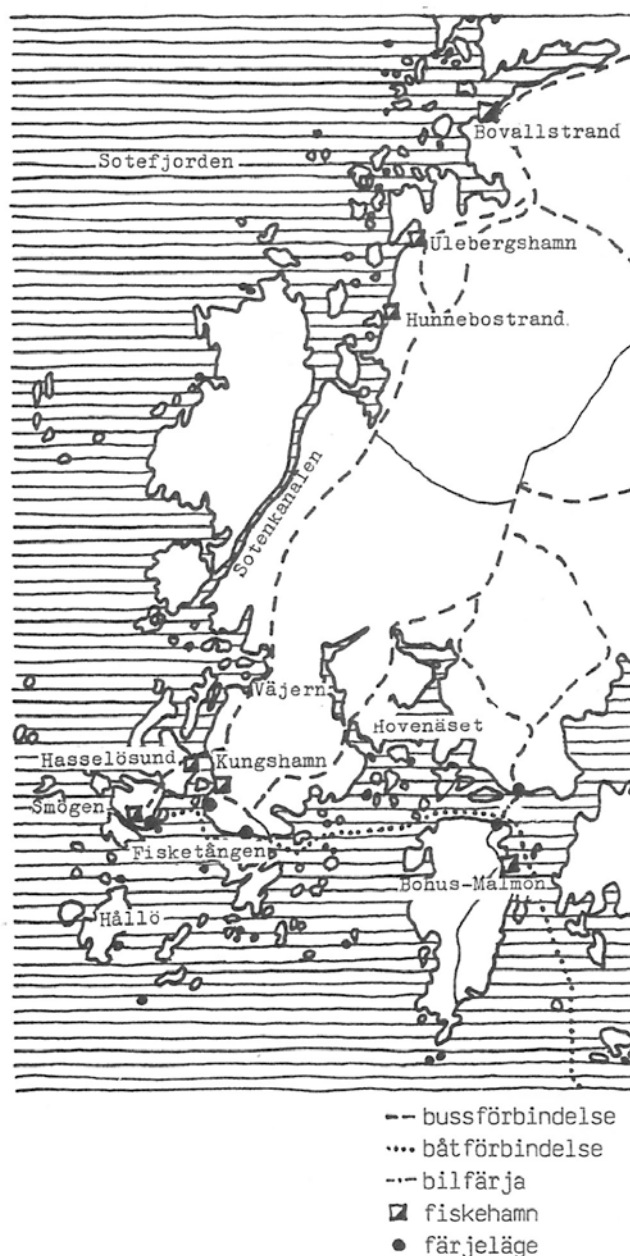 Bovallstrand
Sotefjorden
Ulebergshamn
Hunnebostrand.
Sotenkanalen
Väjern
Hovenäset
Hasselösund
Kungshamn
Smögen
Fisketången
Bohus-Malmön
Hållö
bussförbindelse
båtförbindelse
bilfärja
fiskehamn
färjeläge